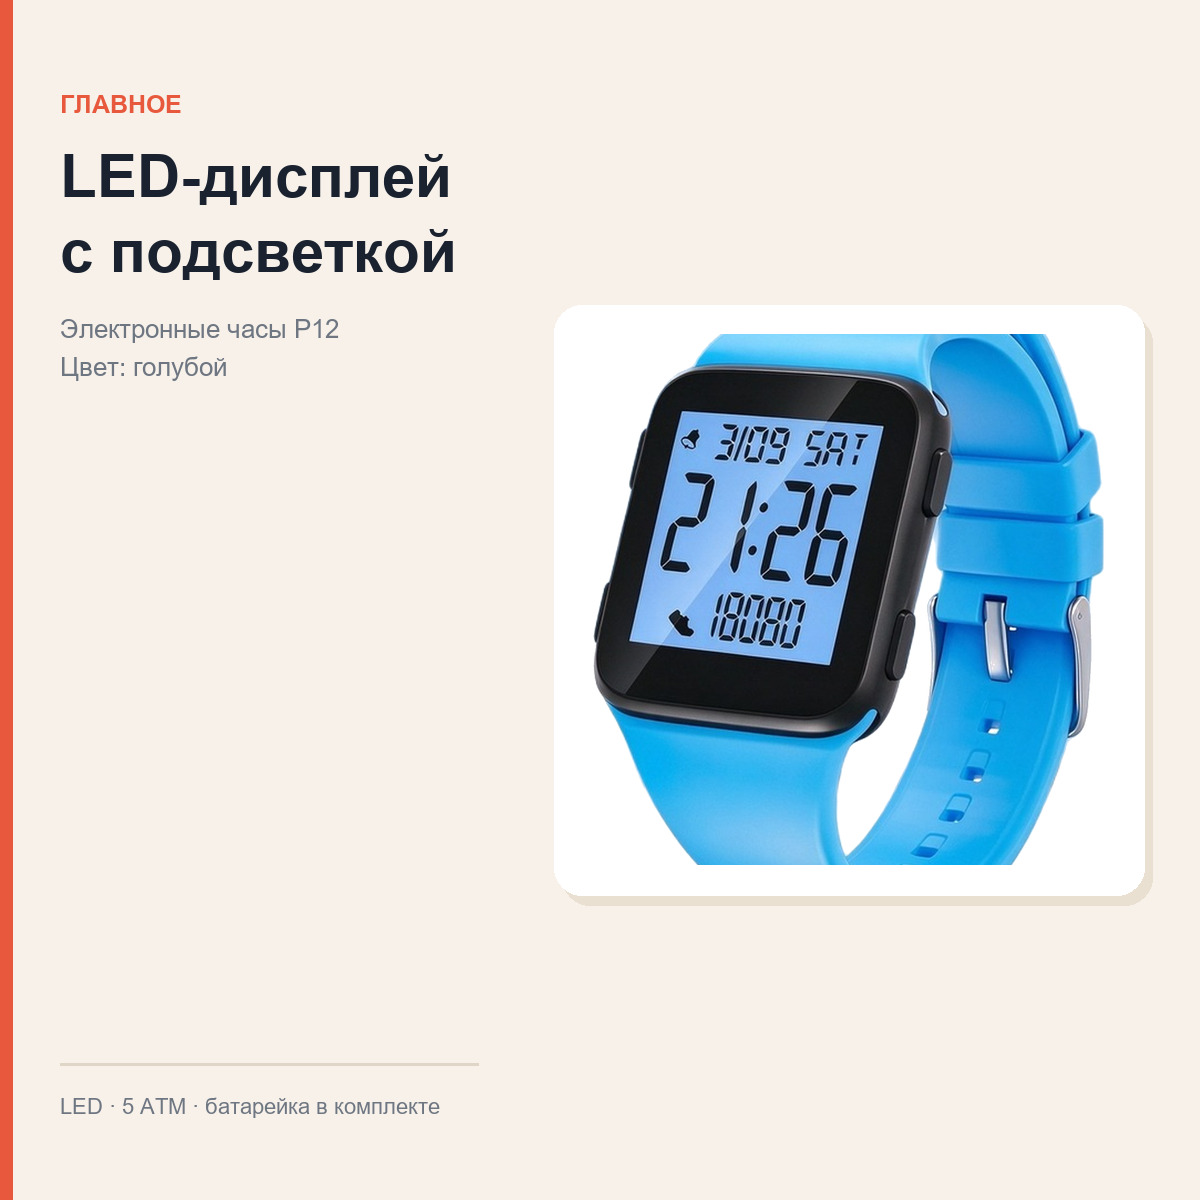 ГЛАВНОЕ
LED-дисплей
с подсветкой
Электронные часы P12
Цвет: голубой
3/09 SAT
21:26
18080
LED · 5 ATM · батарейка в комплекте